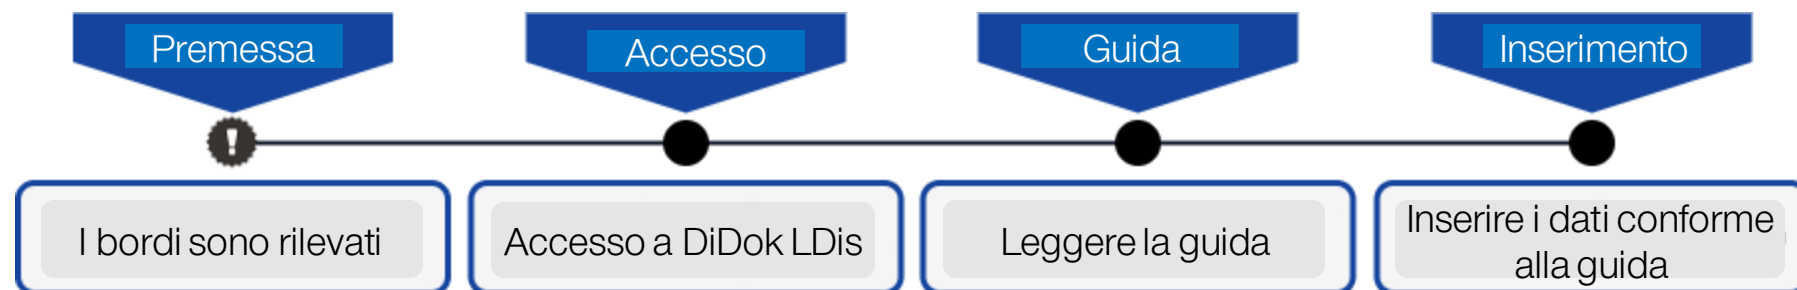 Premessa
Accesso
Guida
Inserimento
I bordi sono rilevati
Accesso a DiDok LDis
Leggere la guida
Inserire i dati conforme
alla guida